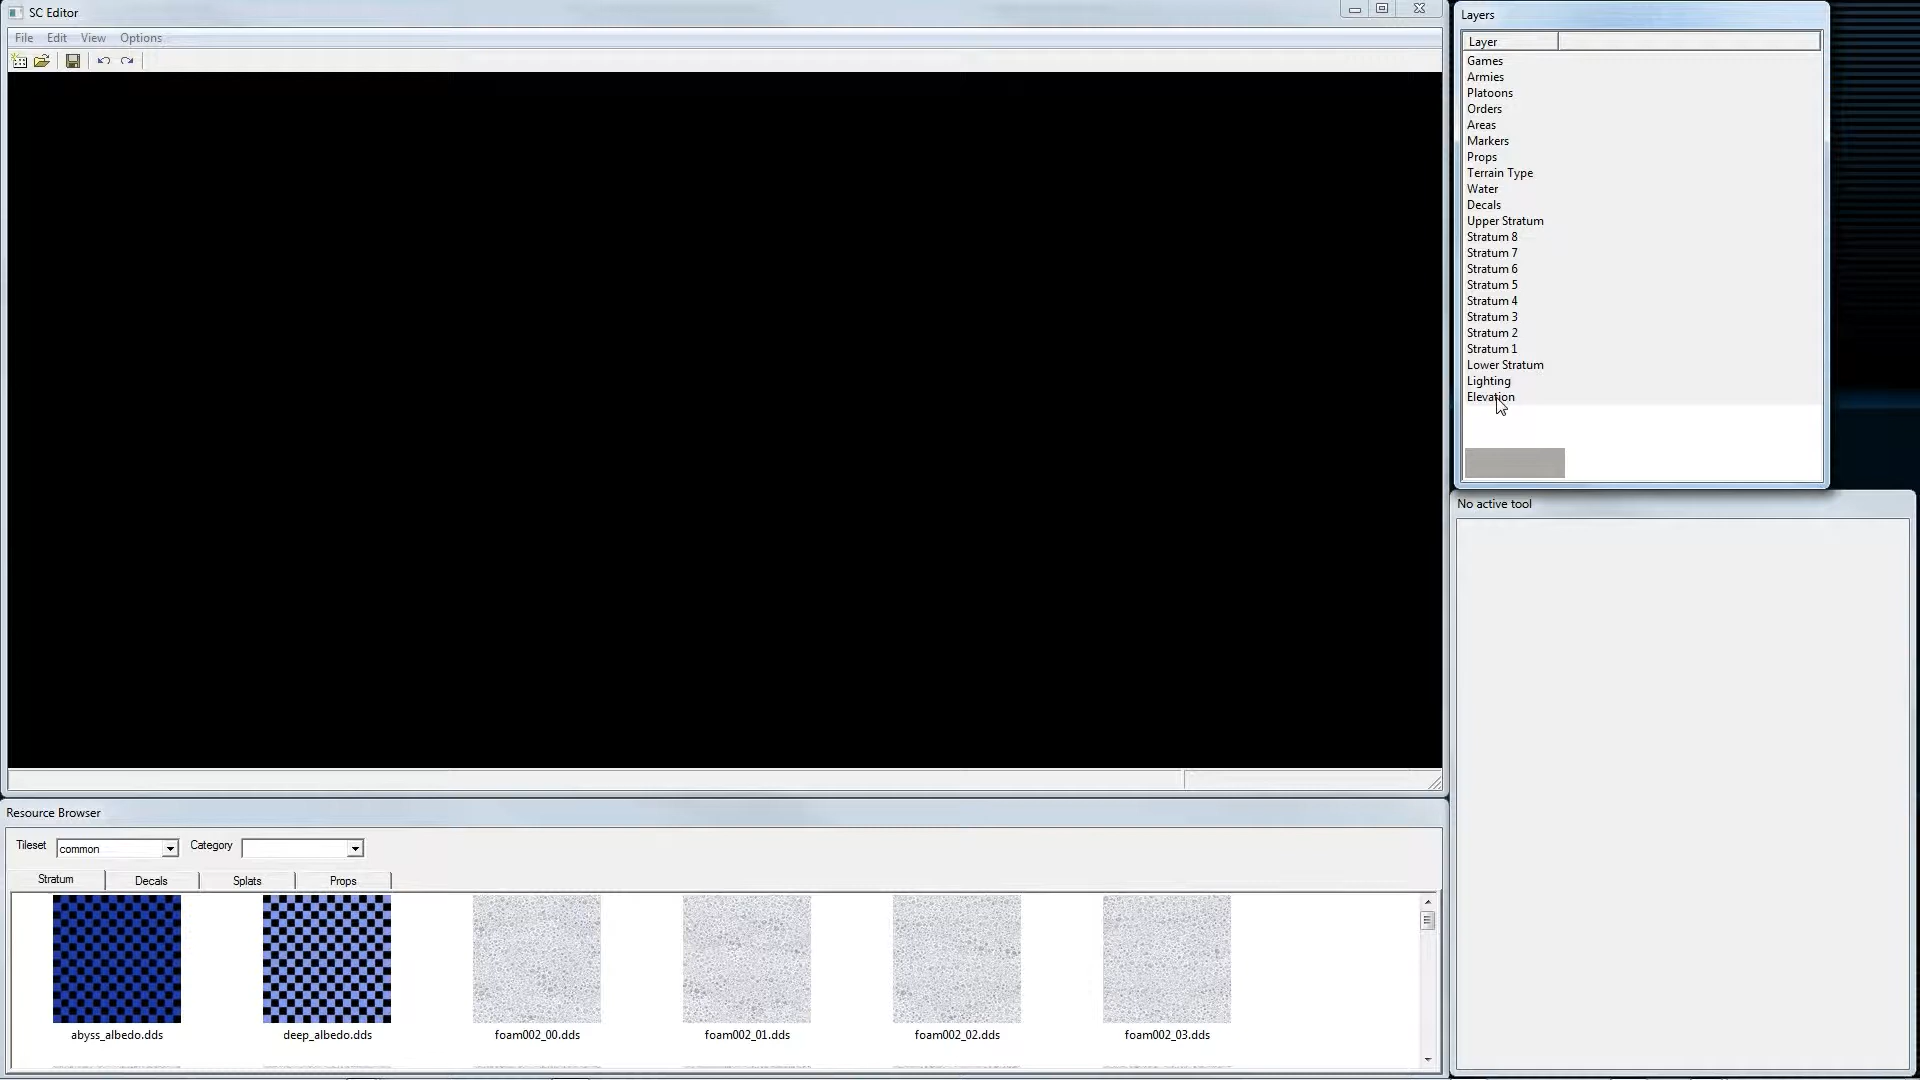 SC Editor
File Edit View Options
Layers
Layer
Games
Armies
Platoons
Orders
Areas
Markers
Props
Terrain Type
Water
Decals
Upper Stratum
Stratum 8
Stratum 7
Stratum 6
Stratum 5
Stratum 4
Stratum 3
Stratum 2
Stratum 1
Lower Stratum
Lighting
Elevation
No active tool
Resource Browser
Tileset common Category
Stratum Decals Splats Props
abyss_albedo.dds deep_albedo.dds foam002_00.dds foam002_01.dds foam002_02.dds foam002_03.dds